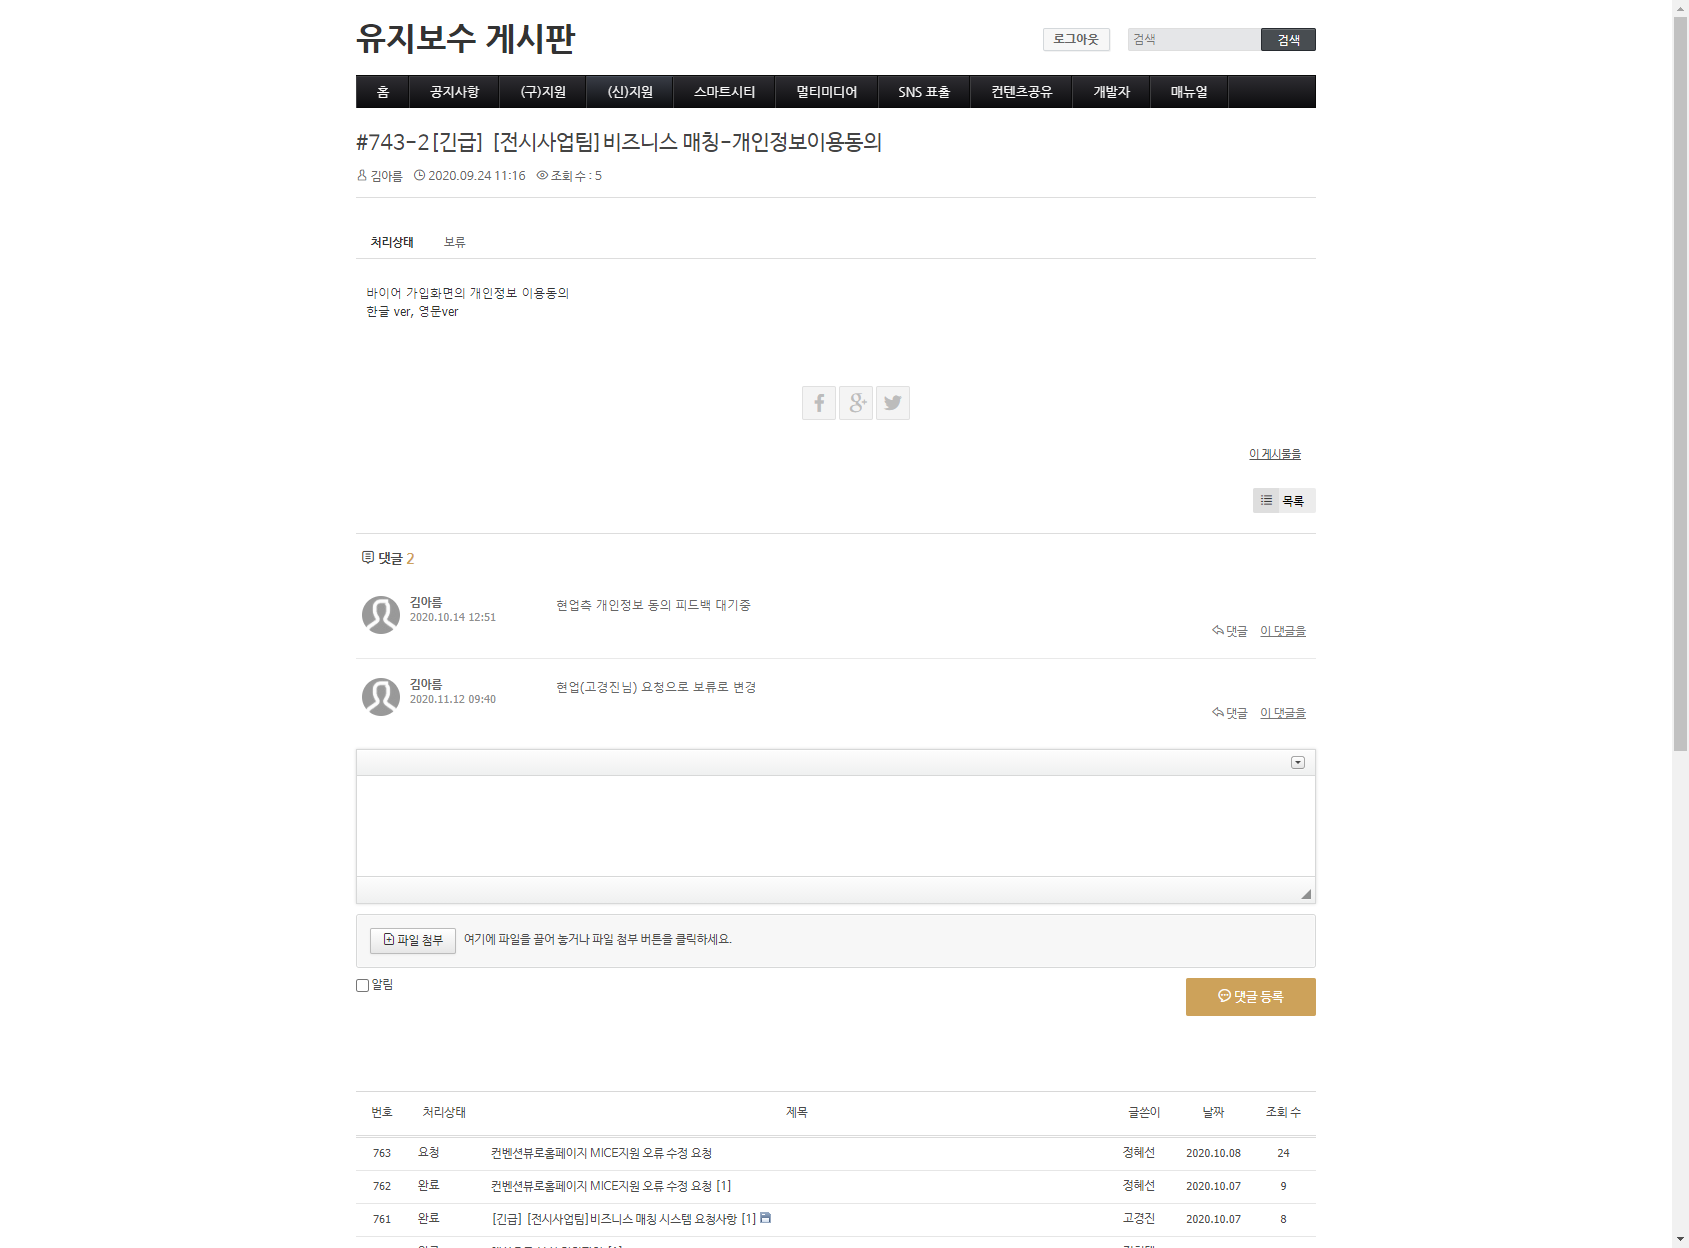 유지보수 게시판
로그아웃 검색 검색
홈 공지사항 (구)지원 (신)지원 스마트시티 멀티미디어 SNS 표출 컨텐츠공유 개발자 매뉴얼
#743-2[긴급] [전시사업팀]비즈니스 매칭-개인정보이용동의
김아름 2020.09.24 11:16 조회 수 : 5
처리상태 보류
바이어 가입화면의 개인정보 이용동의
한글 ver, 영문ver
이 게시물을
목록
댓글 2
김아름 현업측 개인정보 동의 피드백 대기중
2020.10.14 12:51
댓글 이 댓글을
김아름 현업(고경진님) 요청으로 보류로 변경
2020.11.12 09:40
댓글 이 댓글을
파일 첨부 여기에 파일을 끌어 놓거나 파일 첨부 버튼을 클릭하세요.
알림
댓글 등록
번호 처리상태 제목 글쓴이 날짜 조회 수
763 요청 컨벤션뷰로홈페이지 MICE지원 오류 수정 요청 정혜선 2020.10.08 24
762 완료 컨벤션뷰로홈페이지 MICE지원 오류 수정 요청 [1] 정혜선 2020.10.07 9
761 완료 [긴급] [전시사업팀]비즈니스 매칭 시스템 요청사항 [1] 고경진 2020.10.07 8